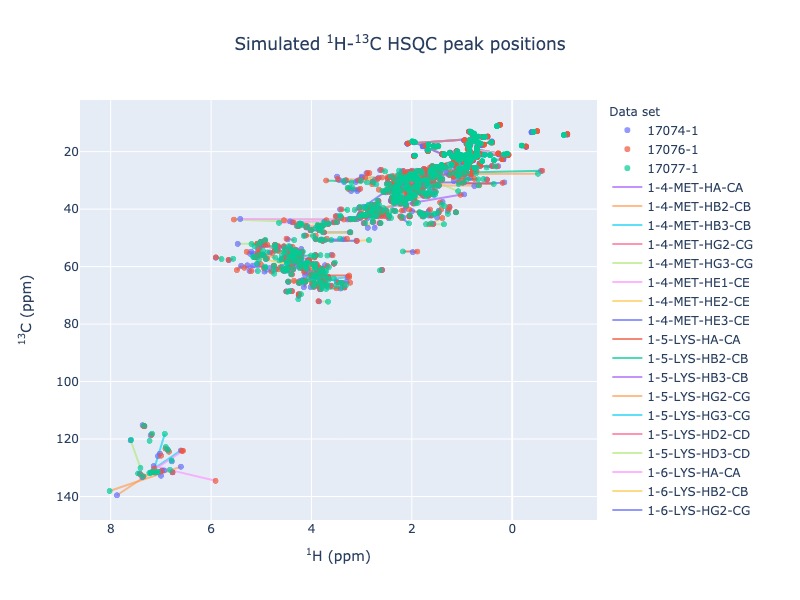 Simulated ¹H-¹³C HSQC peak positions
Data set
17074-1
17076-1
17077-1
1-4-MET-HA-CA
1-4-MET-HB2-CB
1-4-MET-HB3-CB
1-4-MET-HG2-CG
1-4-MET-HG3-CG
1-4-MET-HE1-CE
1-4-MET-HE2-CE
1-4-MET-HE3-CE
1-5-LYS-HA-CA
1-5-LYS-HB2-CB
1-5-LYS-HB3-CB
1-5-LYS-HG2-CG
1-5-LYS-HG3-CG
1-5-LYS-HD2-CD
1-5-LYS-HD3-CD
1-6-LYS-HA-CA
1-6-LYS-HB2-CB
1-6-LYS-HG2-CG
20
40
60
80
100
120
140
¹³C (ppm)
8 6 4 2 0
¹H (ppm)